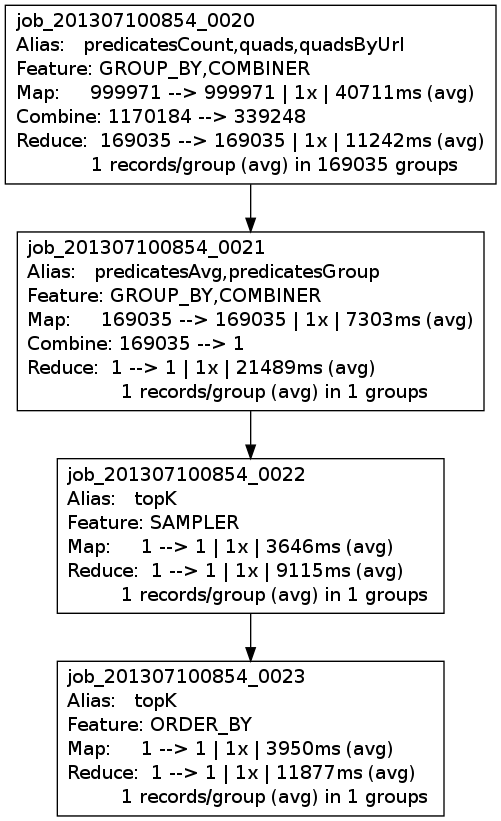 job_201307100854_0020
Alias: predicatesCount,quads,quadsByUrl
Feature: GROUP_BY,COMBINER
Map: 999971 --> 999971 | 1x | 40711ms (avg)
Combine: 1170184 --> 339248
Reduce: 169035 --> 169035 | 1x | 11242ms (avg)
1 records/group (avg) in 169035 groups
job_201307100854_0021
Alias: predicatesAvg,predicatesGroup
Feature: GROUP_BY,COMBINER
Map: 169035 --> 169035 | 1x | 7303ms (avg)
Combine: 169035 --> 1
Reduce: 1 --> 1 | 1x | 21489ms (avg)
1 records/group (avg) in 1 groups
job_201307100854_0022
Alias: topK
Feature: SAMPLER
Map: 1 --> 1 | 1x | 3646ms (avg)
Reduce: 1 --> 1 | 1x | 9115ms (avg)
1 records/group (avg) in 1 groups
job_201307100854_0023
Alias: topK
Feature: ORDER_BY
Map: 1 --> 1 | 1x | 3950ms (avg)
Reduce: 1 --> 1 | 1x | 11877ms (avg)
1 records/group (avg) in 1 groups